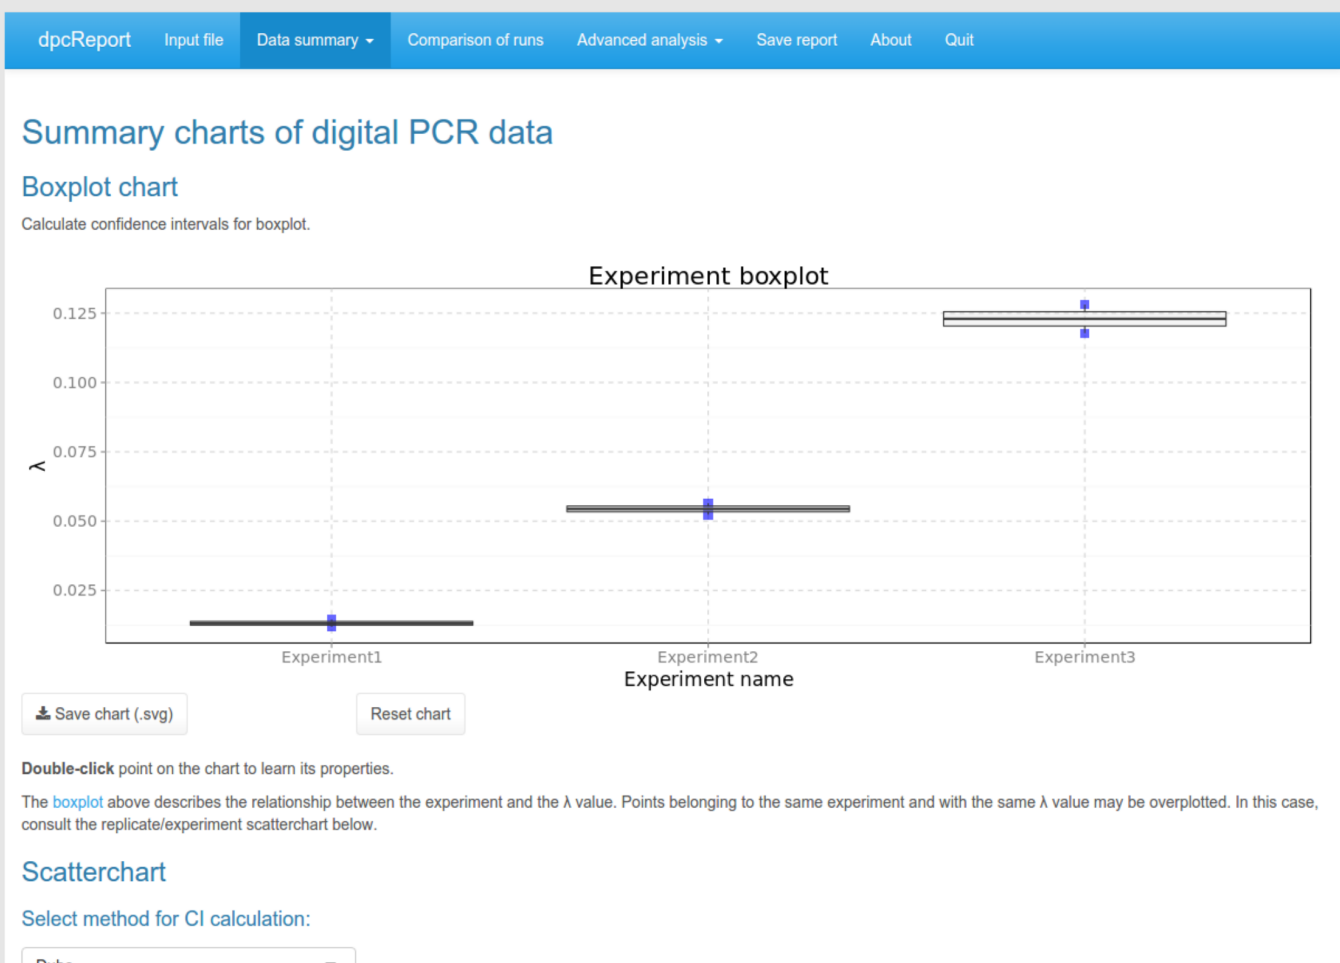 dpcReport Input file Data summary Comparison of runs Advanced analysis Save report About Quit
Summary charts of digital PCR data
Boxplot chart
Calculate confidence intervals for boxplot.
Experiment boxplot
0.125
0.100
0.075
λ
0.050
0.025
Experiment1 Experiment2 Experiment3
Experiment name
Save chart (.svg) Reset chart
Double-click point on the chart to learn its properties.
The boxplot above describes the relationship between the experiment and the λ value. Points belonging to the same experiment and with the same λ value may be overplotted. In this case,
consult the replicate/experiment scatterchart below.
Scatterchart
Select method for CI calculation: